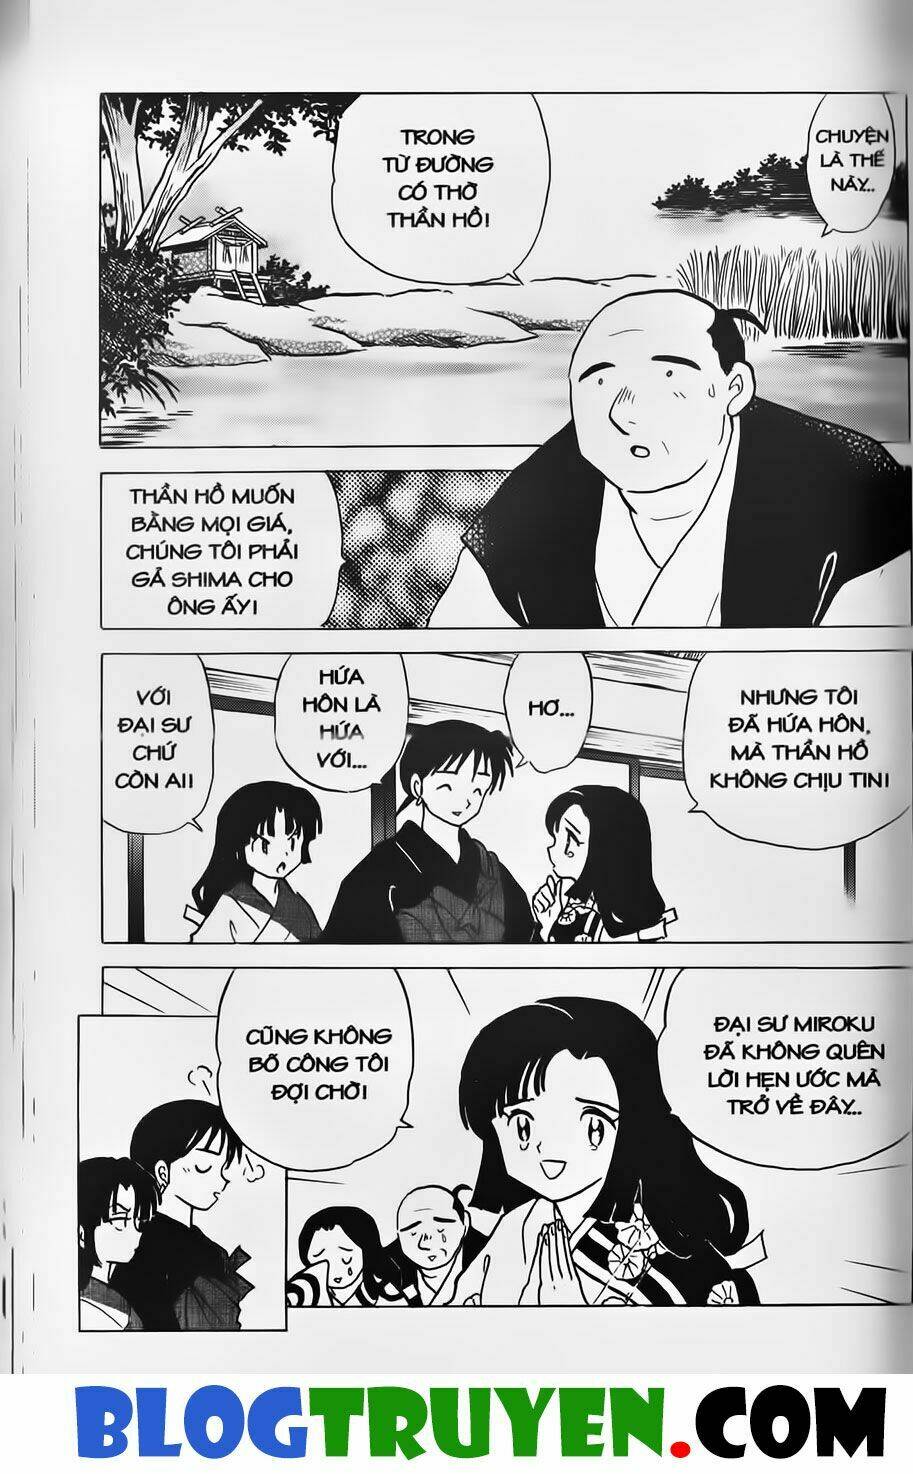 CHUYỆN
LÀ THẾ
NÀY...
TRONG
TỪ ĐƯỜNG
CÓ THỜ
THẦN HỒ!
THẦN HỒ MUỐN
BẰNG MỌI GIÁ,
CHÚNG TÔI PHẢI
GẢ SHIMA CHO
ÔNG ẤY!
NHƯNG TÔI
ĐÃ HỨA HÔN,
MÀ THẦN HỒ
KHÔNG CHỊU TIN!
HƠ...
HỨA
HÔN LÀ
HỨA
VỚI...
VỚI
ĐẠI SƯ
CHỨ
CÒN AI!
ĐẠI SƯ MIROKU
ĐÃ KHÔNG QUÊN
LỜI HẸN ƯỚC MÀ
TRỞ VỀ ĐÂY...
CŨNG KHÔNG
BÕ CÔNG TÔI
ĐỢI CHỜ!
BLOGTRUYEN.COM